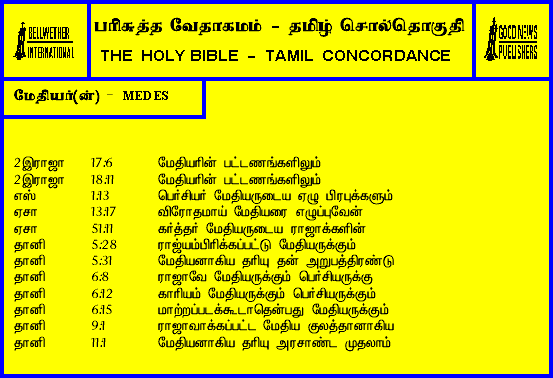 BELLWETHER
INTERNATIONAL
பரிசுத்த வேதாகமம் - தமிழ் சொல்தொகுதி
THE HOLY BIBLE - TAMIL CONCORDANCE
GOOD NEWS
PUBLISHERS
மேதியர்(ன்) - MEDES
2இராஜா 17:6 மேதியரின் பட்டணங்களிலும்
2இராஜா 18:11 மேதியரின் பட்டணங்களிலும்
எஸ் 1:13 பெர்சியர் மேதியருடைய ஏழு பிரபுக்களும்
ஏசா 13:17 விரோதமாய் மேதியரை எழுப்புவேன்
ஏசா 51:11 கர்த்தர் மேதியருடைய ராஜாக்களின்
தானி 5:28 ராஜ்யம்பிரிக்கப்பட்டு மேதியருக்கும்
தானி 5:31 மேதியனாகிய தரியு தன் அறுபத்திரண்டு
தானி 6:8 ராஜாவே மேதியருக்கும் பெர்சியருக்கு
தானி 6:12 காரியம் மேதியருக்கும் பெர்சியருக்கும்
தானி 6:15 மாற்றப்படக்கூடாதென்பது மேதியருக்கும்
தானி 9:1 ராஜாவாக்கப்பட்ட மேதிய குலத்தானாகிய
தானி 11:1 மேதியனாகிய தரியு அரசாண்ட முதலாம்